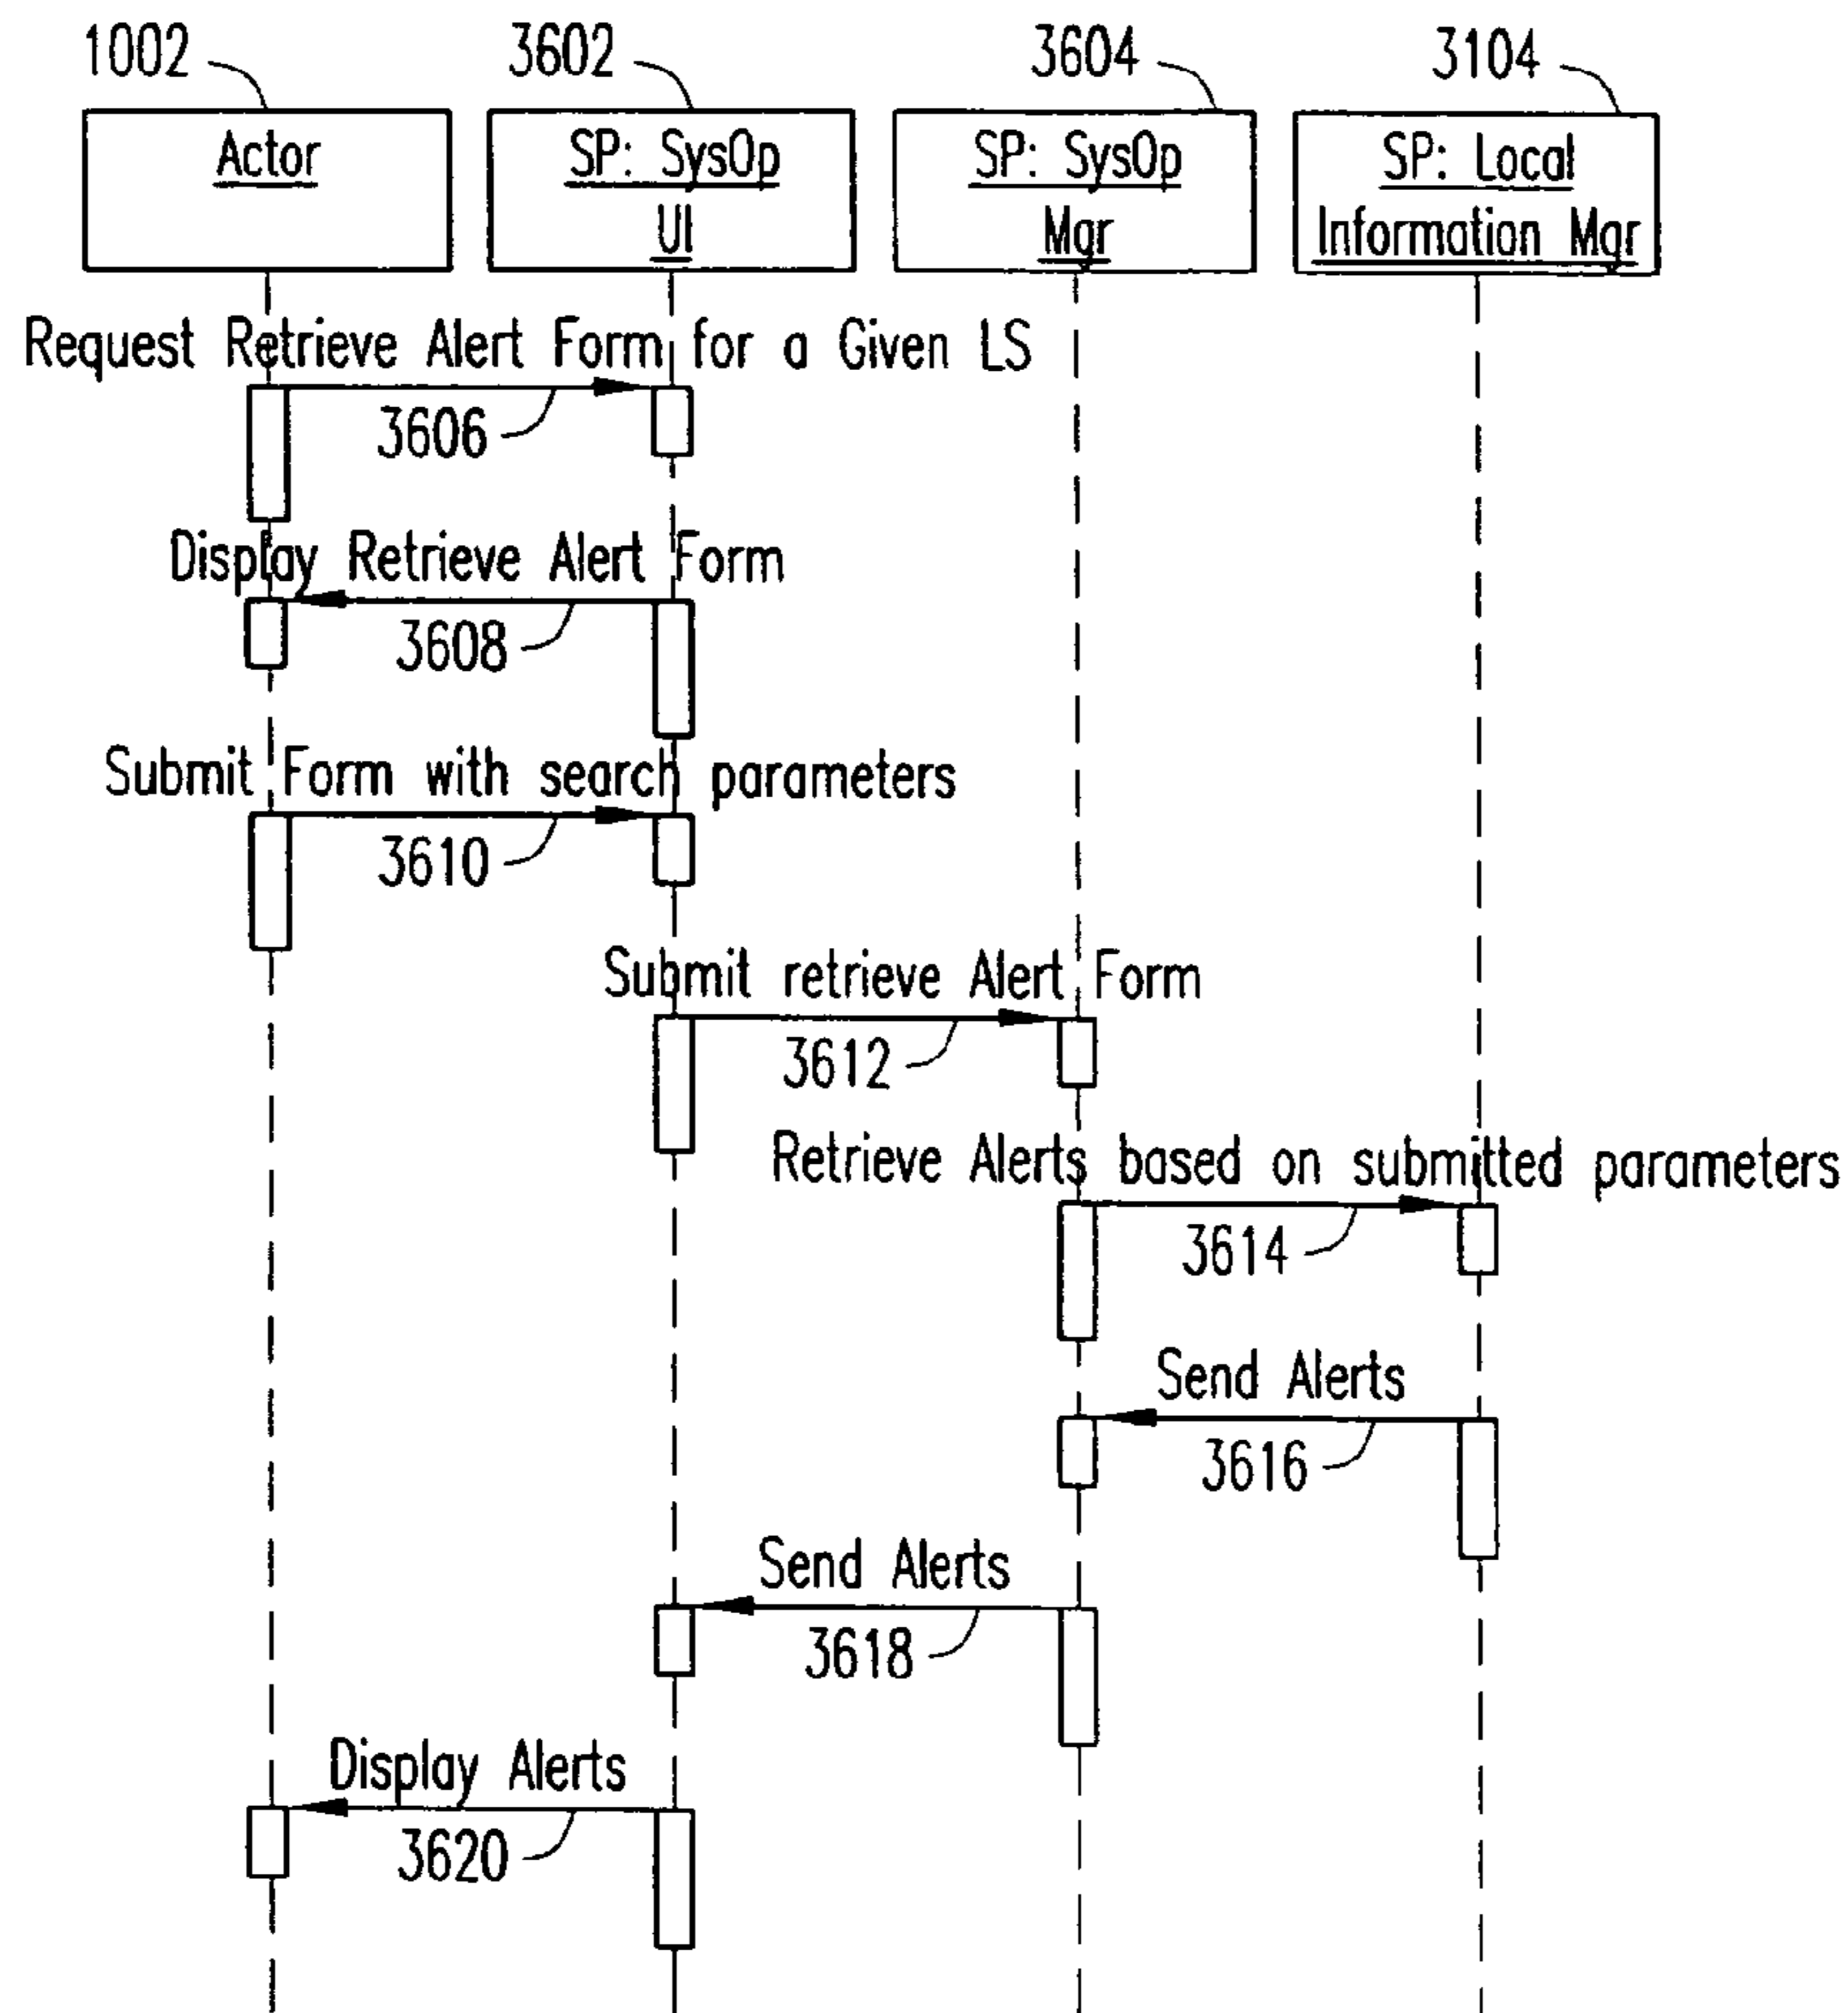 1002
3602
3604
3104
Actor
SP: SysOp
UI
SP: SysOp
Mgr
SP: Local
Information Mgr
Request Retrieve Alert Form for a Given LS
3606
Display Retrieve Alert Form
3608
Submit Form with search parameters
3610
Submit retrieve Alert Form
3612
Retrieve Alerts based on submitted parameters
3614
Send Alerts
3616
Send Alerts
3618
Display Alerts
3620